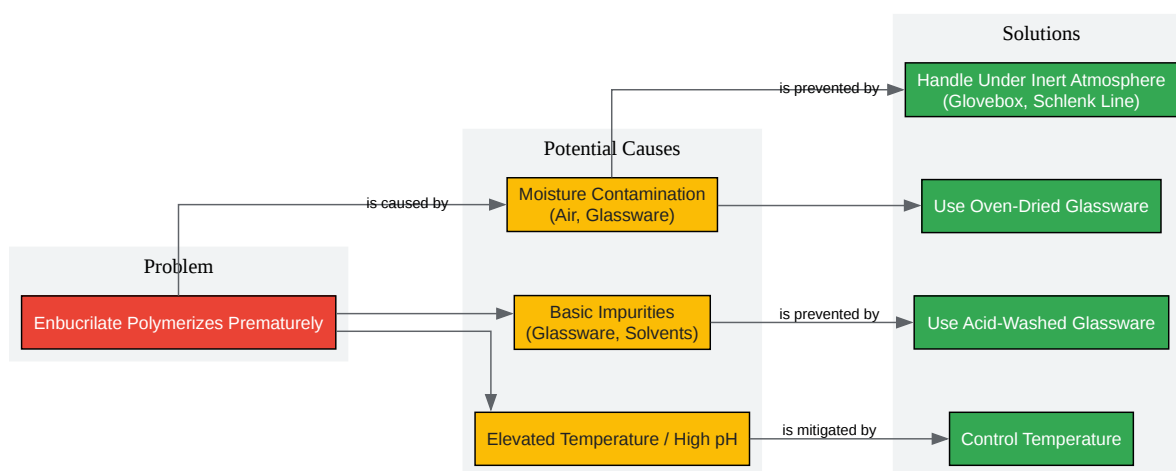 Solutions
Handle Under Inert Atmosphere
(Glovebox, Schlenk Line)
is prevented by
Potential Causes
Moisture Contamination
(Air, Glassware)
is caused by
Use Oven-Dried Glassware
Problem
Enbucrilate Polymerizes Prematurely
Basic Impurities
(Glassware, Solvents)
is prevented by
Use Acid-Washed Glassware
Elevated Temperature / High pH
is mitigated by
Control Temperature